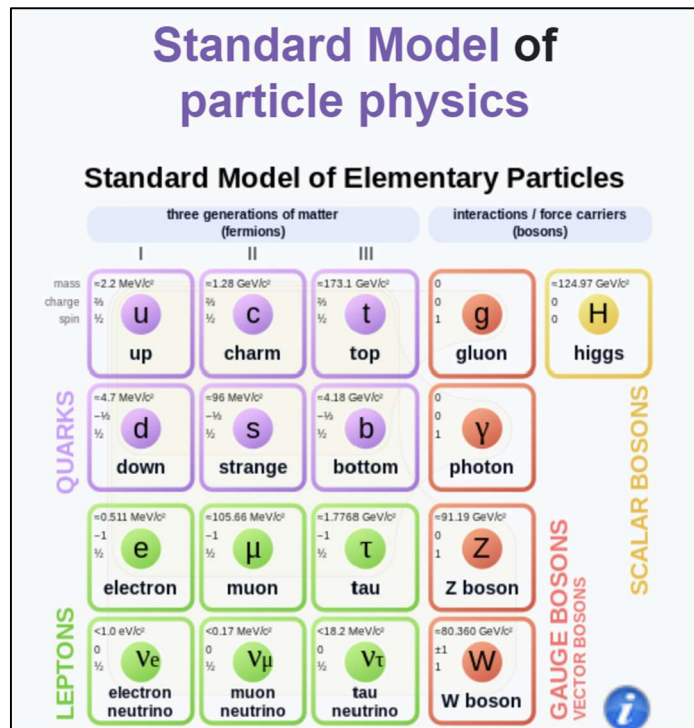 Standard Model of
particle physics
Standard Model of Elementary Particles
three generations of matter
(fermions)
interactions / force carriers
(bosons)
I II III
mass ≈2.2 MeV/c² ≈1.28 GeV/c² ≈173.1 GeV/c² 0 ≈124.97 GeV/c²
charge ⅔ ⅔ ⅔ 0 0
spin ½ ½ ½ 1 0
u c t g H
up charm top gluon higgs
QUARKS
≈4.7 MeV/c² ≈96 MeV/c² ≈4.18 GeV/c² 0
−⅓ −⅓ −⅓ 0
½ ½ ½ 1
d s b γ
down strange bottom photon
SCALAR BOSONS
≈0.511 MeV/c² ≈105.66 MeV/c² ≈1.7768 GeV/c² ≈91.19 GeV/c²
−1 −1 −1 0
½ ½ ½ 1
e μ τ Z
electron muon tau Z boson
LEPTONS
<1.0 eV/c² <0.17 MeV/c² <18.2 MeV/c² ≈80.360 GeV/c²
0 0 0 ±1
½ ½ ½ 1
νe νμ ντ W
electron
neutrino
muon
neutrino
tau
neutrino
W boson
GAUGE BOSONS
VECTOR BOSONS
i